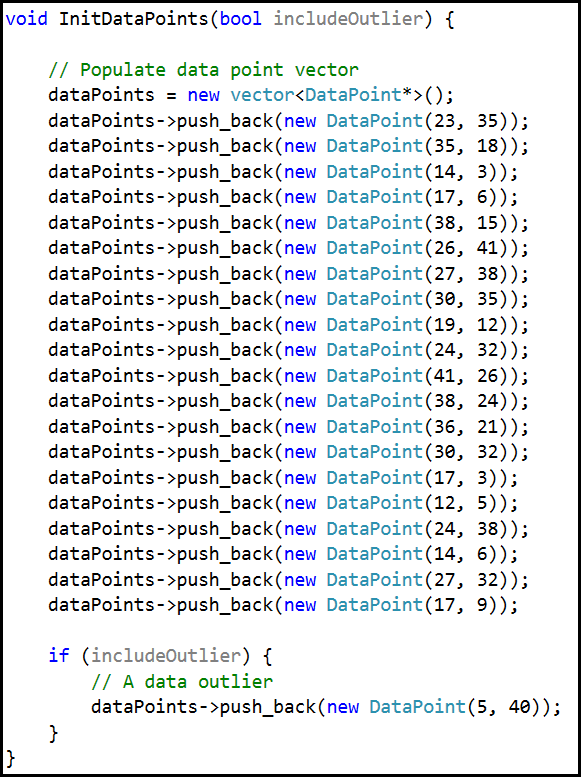 void InitDataPoints(bool includeOutlier) {
// Populate data point vector
dataPoints = new vector<DataPoint*>();
dataPoints->push_back(new DataPoint(23, 35));
dataPoints->push_back(new DataPoint(35, 18));
dataPoints->push_back(new DataPoint(14, 3));
dataPoints->push_back(new DataPoint(17, 6));
dataPoints->push_back(new DataPoint(38, 15));
dataPoints->push_back(new DataPoint(26, 41));
dataPoints->push_back(new DataPoint(27, 38));
dataPoints->push_back(new DataPoint(30, 35));
dataPoints->push_back(new DataPoint(19, 12));
dataPoints->push_back(new DataPoint(24, 32));
dataPoints->push_back(new DataPoint(41, 26));
dataPoints->push_back(new DataPoint(38, 24));
dataPoints->push_back(new DataPoint(36, 21));
dataPoints->push_back(new DataPoint(30, 32));
dataPoints->push_back(new DataPoint(17, 3));
dataPoints->push_back(new DataPoint(12, 5));
dataPoints->push_back(new DataPoint(24, 38));
dataPoints->push_back(new DataPoint(14, 6));
dataPoints->push_back(new DataPoint(27, 32));
dataPoints->push_back(new DataPoint(17, 9));
if (includeOutlier) {
// A data outlier
dataPoints->push_back(new DataPoint(5, 40));
}
}